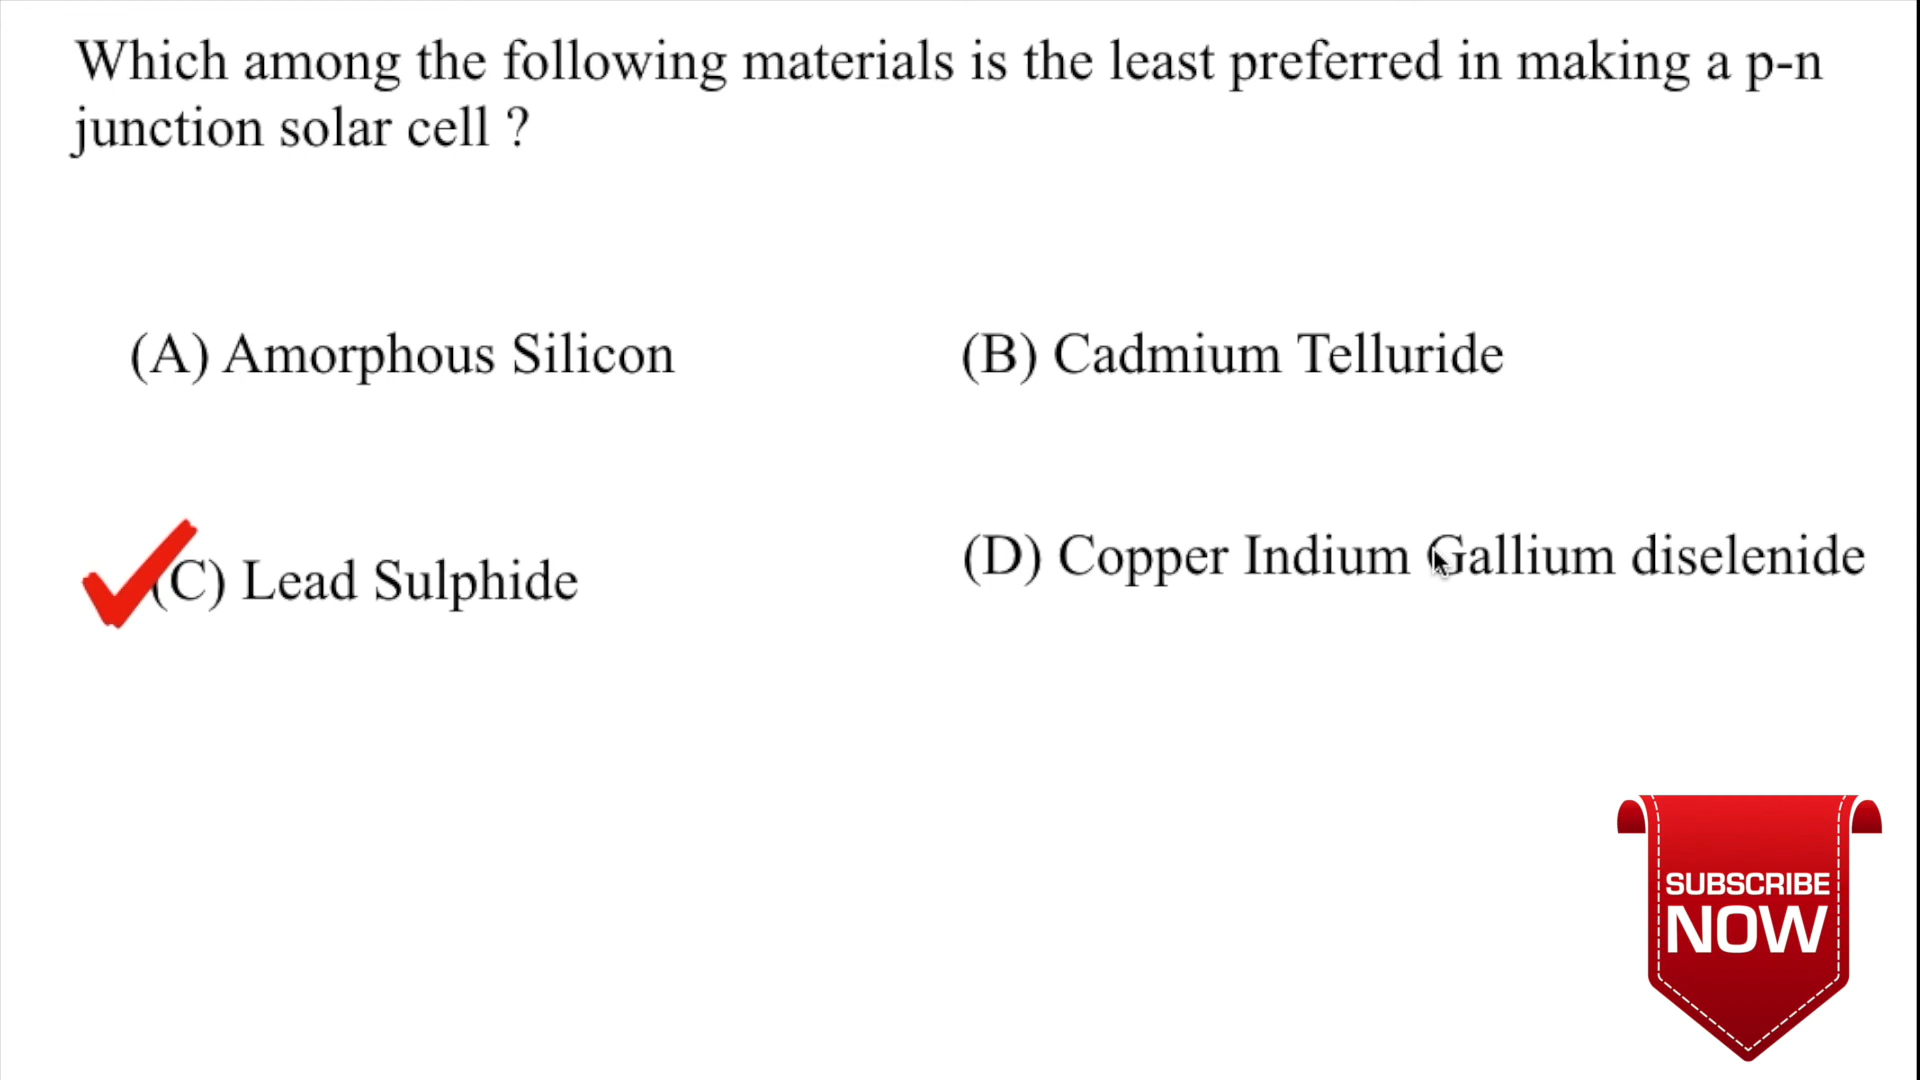 Which among the following materials is the least preferred in making a p-n
junction solar cell ?
(A) Amorphous Silicon
(B) Cadmium Telluride
(C) Lead Sulphide
(D) Copper Indium Gallium diselenide
SUBSCRIBE
NOW